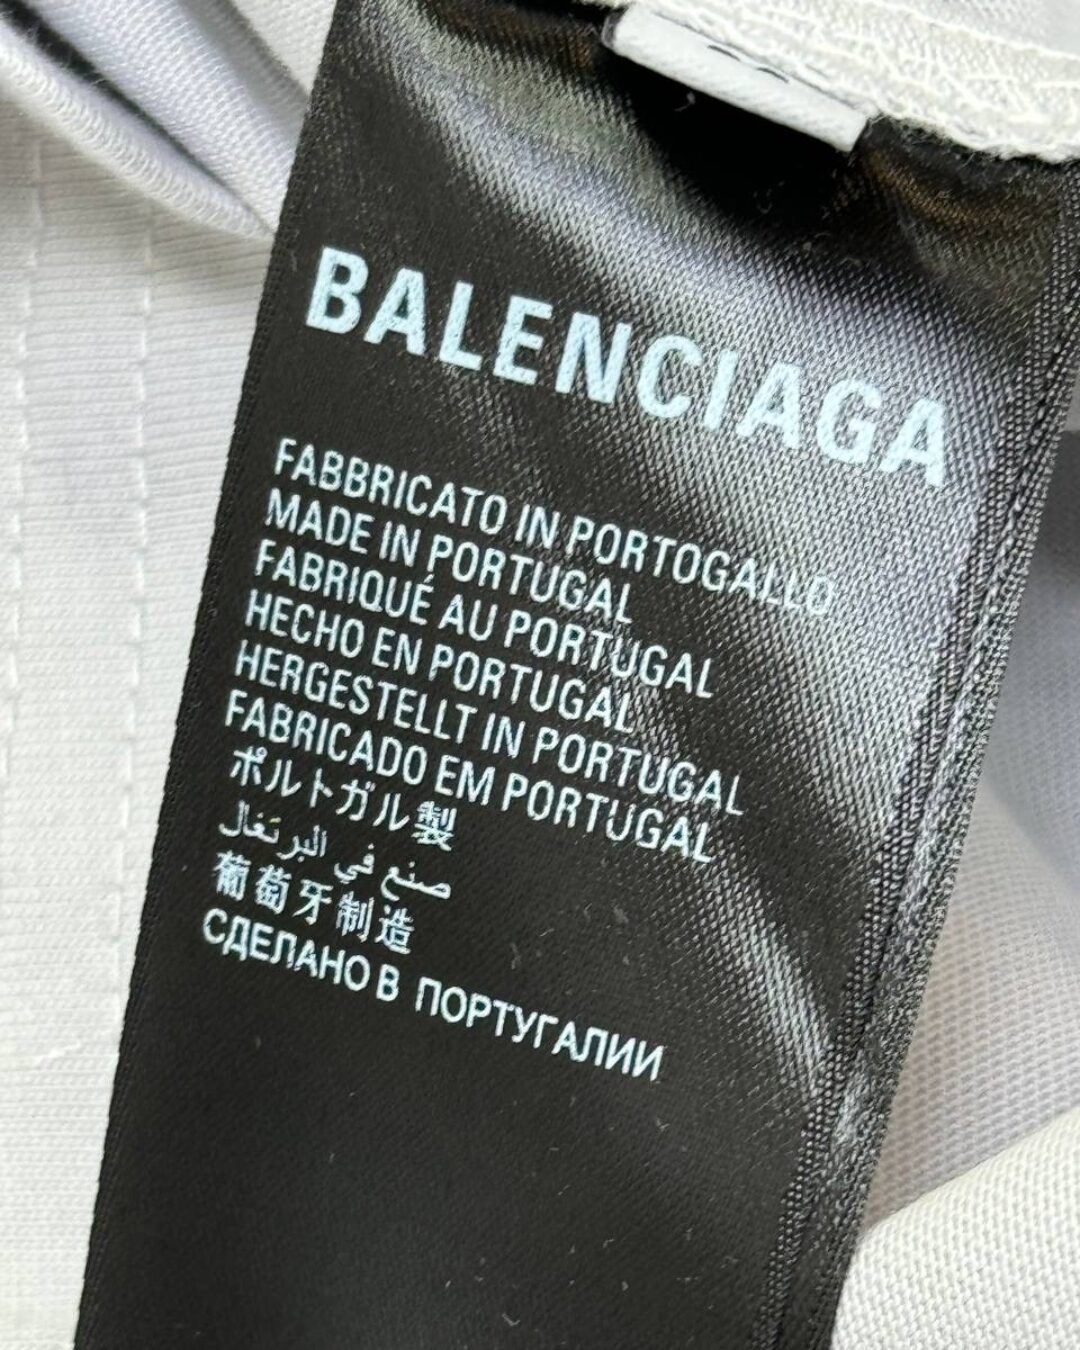 BALENCIAGA
FABBRICATO IN PORTOGALLO
MADE IN PORTUGAL
FABRIQUÉ AU PORTUGAL
HECHO EN PORTUGAL
HERGESTELLT IN PORTUGAL
FABRICADO EM PORTUGAL
ポルトガル製
صنع في البرتغال
葡萄牙制造
СДЕЛАНО В ПОРТУГАЛИИ